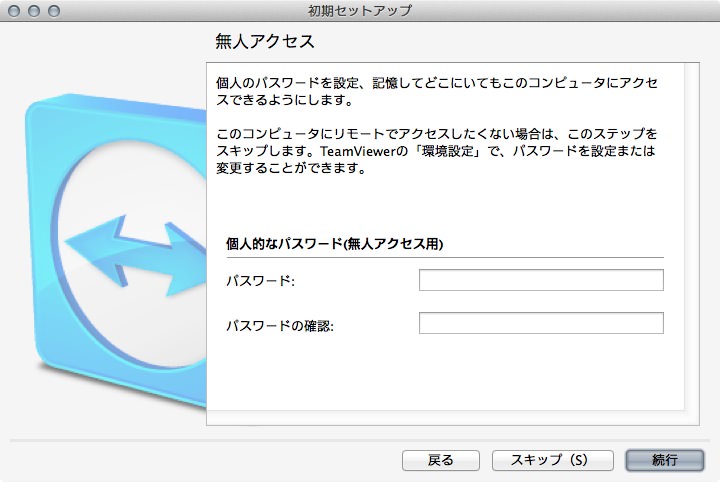 初期セットアップ
無人アクセス
個人のパスワードを設定、記憶してどこにいてもこのコンピュータにアクセ
スできるようにします。
このコンピュータにリモートでアクセスしたくない場合は、このステップを
スキップします。TeamViewerの「環境設定」で、パスワードを設定または
変更することができます。
個人的なパスワード(無人アクセス用)
パスワード:
パスワードの確認:
戻る
スキップ（S）
続行